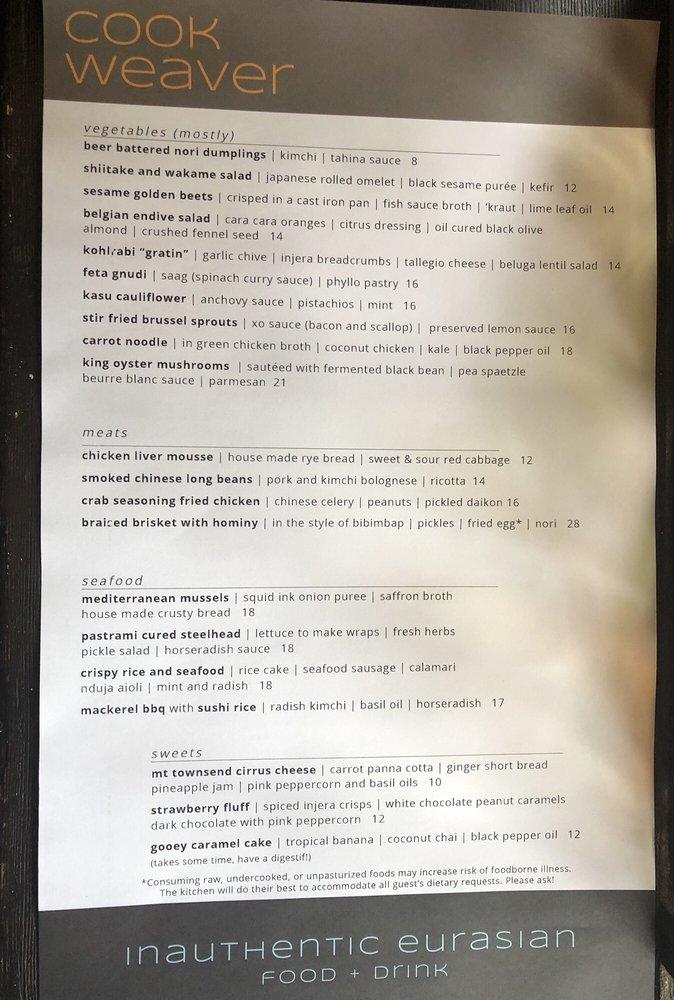 COOK
weaver
vegetables (mostly)
beer battered nori dumplings | kimchi | tahina sauce 8
shiitake and wakame salad | japanese rolled omelet | black sesame purée | kefir 12
sesame golden beets | crisped in a cast iron pan | fish sauce broth | 'kraut | lime leaf oil 14
belgian endive salad | cara cara oranges | citrus dressing | oil cured black olive
almond | crushed fennel seed 14
kohlrabi "gratin" | garlic chive | injera breadcrumbs | tallegio cheese | beluga lentil salad 14
feta gnudi | saag (spinach curry sauce) | phyllo pastry 16
kasu cauliflower | anchovy sauce | pistachios | mint 16
stir fried brussel sprouts | xo sauce (bacon and scallop) | preserved lemon sauce 16
carrot noodle | in green chicken broth | coconut chicken | kale | black pepper oil 18
king oyster mushrooms | sautéed with fermented black bean | pea spaetzle
beurre blanc sauce | parmesan 21
meats
chicken liver mousse | house made rye bread | sweet & sour red cabbage 12
smoked chinese long beans | pork and kimchi bolognese | ricotta 14
crab seasoning fried chicken | chinese celery | peanuts | pickled daikon 16
braized brisket with hominy | in the style of bibimbap | pickles | fried egg* | nori 28
seafood
mediterranean mussels | squid ink onion puree | saffron broth
house made crusty bread 18
pastrami cured steelhead | lettuce to make wraps | fresh herbs
pickle salad | horseradish sauce 18
crispy rice and seafood | rice cake | seafood sausage | calamari
nduja aioli | mint and radish 18
mackerel bbq with sushi rice | radish kimchi | basil oil | horseradish 17
sweets
mt townsend cirrus cheese | carrot panna cotta | ginger short bread
pineapple jam | pink peppercorn and basil oils 10
strawberry fluff | spiced injera crisps | white chocolate peanut caramels
dark chocolate with pink peppercorn 12
gooey caramel cake | tropical banana | coconut chai | black pepper oil 12
(takes some time, have a digestif!)
*Consuming raw, undercooked, or unpasturized foods may increase risk of foodborne illness.
The kitchen will do their best to accommodate all guest's dietary requests. Please ask!
inauthentic eurasian
FOOD + Drink